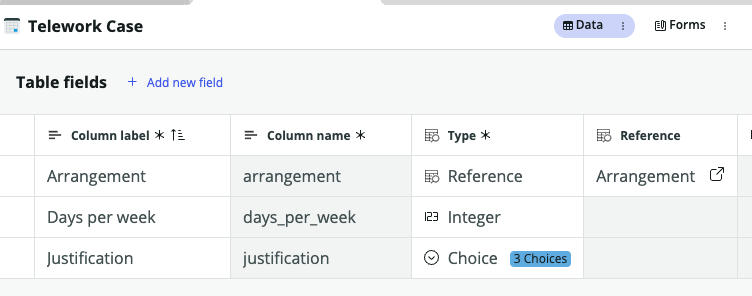 Telework Case Data Forms
Table fields + Add new field
Column label * Column name * Type * Reference
Arrangement arrangement Reference Arrangement
Days per week days_per_week 123 Integer
Justification justification Choice 3 Choices